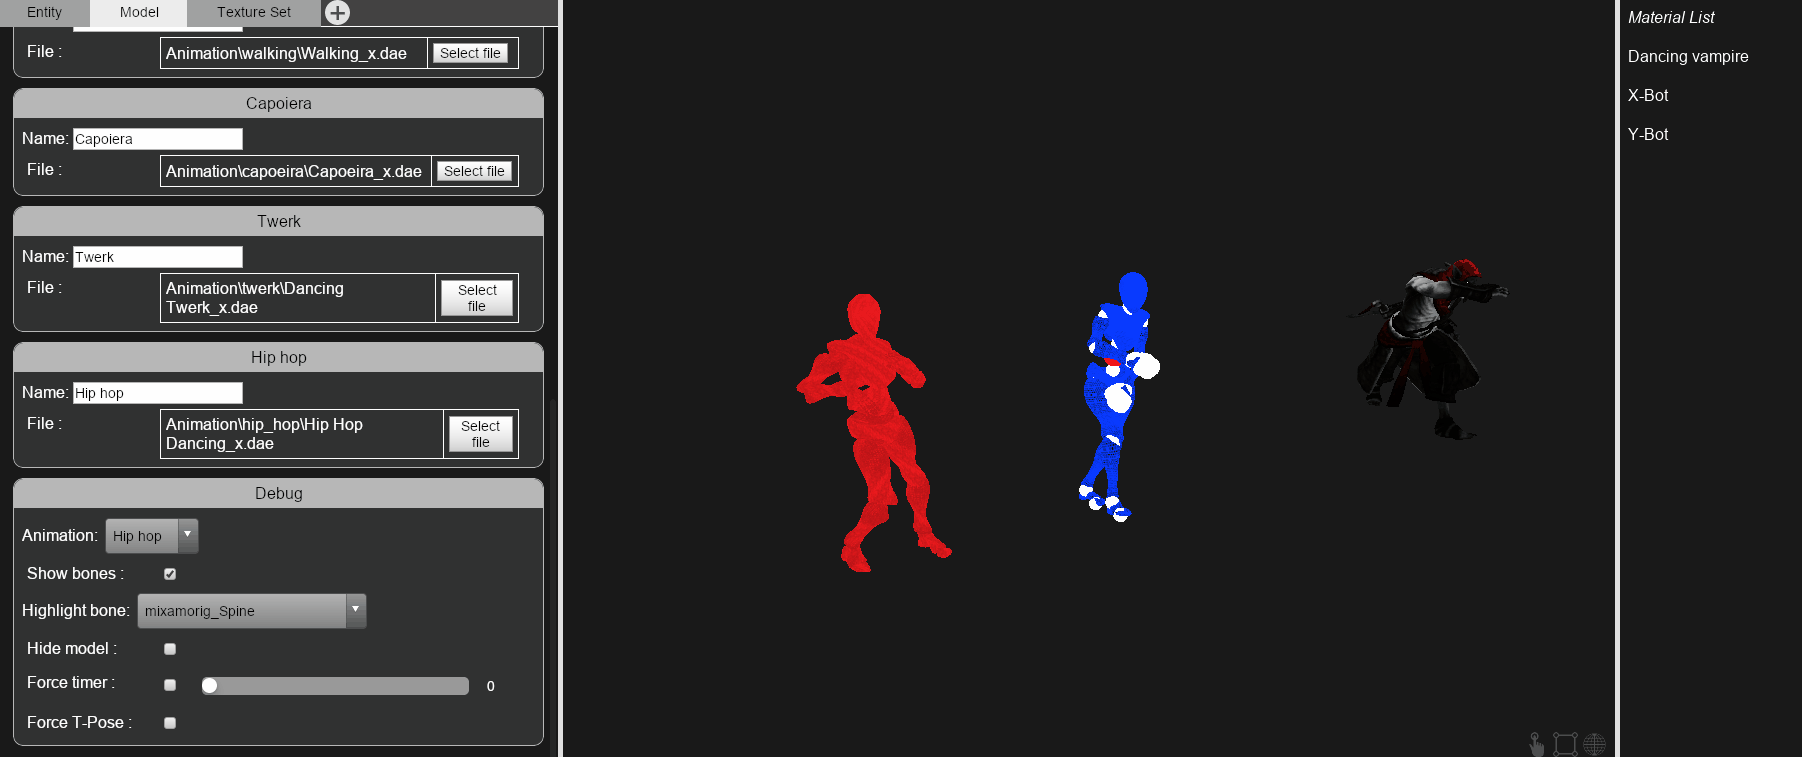 Entity Model Texture Set
File : Animation\walking\Walking_x.dae Select file
Capoiera
Name: Capoiera
File : Animation\capoeira\Capoeira_x.dae Select file
Twerk
Name: Twerk
File : Animation\twerk\Dancing Select
Twerk_x.dae file
Hip hop
Name: Hip hop
File : Animation\hip_hop\Hip Hop Select
Dancing_x.dae file
Debug
Animation: Hip hop
Show bones :
Highlight bone: mixamorig_Spine
Hide model :
Force timer : 0
Force T-Pose :
Material List
Dancing vampire
X-Bot
Y-Bot